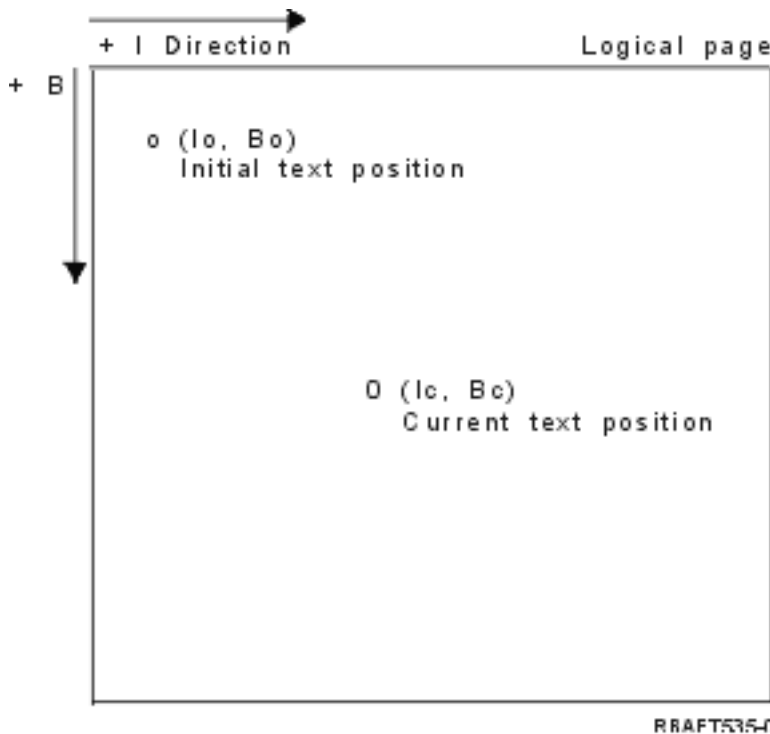 + I Direction
Logical page
+ B
o (Io, Bo)
Initial text position
O (Ic, Bc)
Current text position